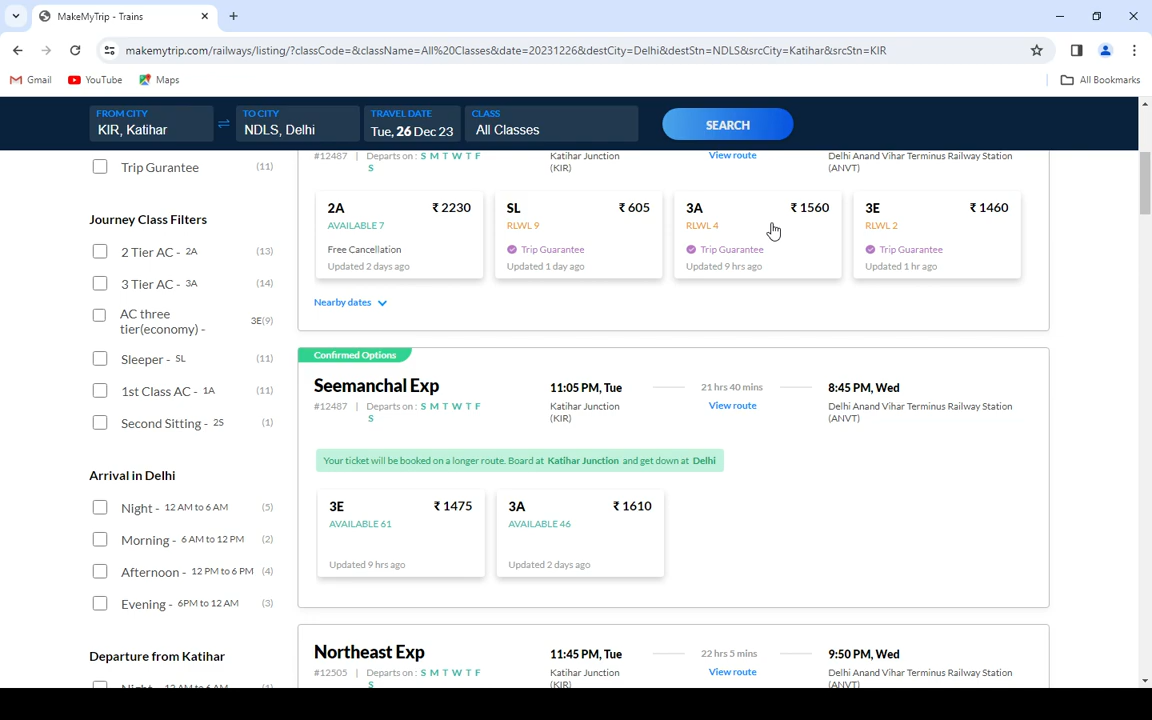 MakeMyTrip - Trains
makemytrip.com/railways/listing/?classCode=&className=All%20Classes&date=20231226&destCity=Delhi&destStn=NDLS&srcCity=Katihar&srcStn=KIR
Gmail YouTube Maps All Bookmarks
FROM CITY TO CITY TRAVEL DATE CLASS
KIR, Katihar NDLS, Delhi Tue, 26 Dec 23 All Classes SEARCH
Trip Gurantee (11)
Journey Class Filters
2 Tier AC - 2A (13)
3 Tier AC - 3A (14)
AC three
tier(economy) - 3E(9)
Sleeper - SL (11)
1st Class AC - 1A (11)
Second Sitting - 2S (1)
Arrival in Delhi
Night - 12 AM to 6 AM (5)
Morning - 6 AM to 12 PM (2)
Afternoon - 12 PM to 6 PM (4)
Evening - 6PM to 12 AM (3)
Departure from Katihar
Night - 12 AM to 6 AM (1)
#12487 | Departs on : S M T W T F
S
Katihar Junction
(KIR)
View route
Delhi Anand Vihar Terminus Railway Station
(ANVT)
2A ₹ 2230
AVAILABLE 7
Free Cancellation
Updated 2 days ago
SL ₹ 605
RLWL 9
Trip Guarantee
Updated 1 day ago
3A ₹ 1560
RLWL 4
Trip Guarantee
Updated 9 hrs ago
3E ₹ 1460
RLWL 2
Trip Guarantee
Updated 1 hr ago
Nearby dates
Confirmed Options
Seemanchal Exp 11:05 PM, Tue 21 hrs 40 mins 8:45 PM, Wed
#12487 | Departs on : S M T W T F
S
Katihar Junction
(KIR)
View route
Delhi Anand Vihar Terminus Railway Station
(ANVT)
Your ticket will be booked on a longer route. Board at Katihar Junction and get down at Delhi
3E ₹ 1475
AVAILABLE 61
Updated 9 hrs ago
3A ₹ 1610
AVAILABLE 46
Updated 2 days ago
Northeast Exp 11:45 PM, Tue 22 hrs 5 mins 9:50 PM, Wed
#12505 | Departs on : S M T W T F
S
Katihar Junction
(KIR)
View route
Delhi Anand Vihar Terminus Railway Station
(ANVT)